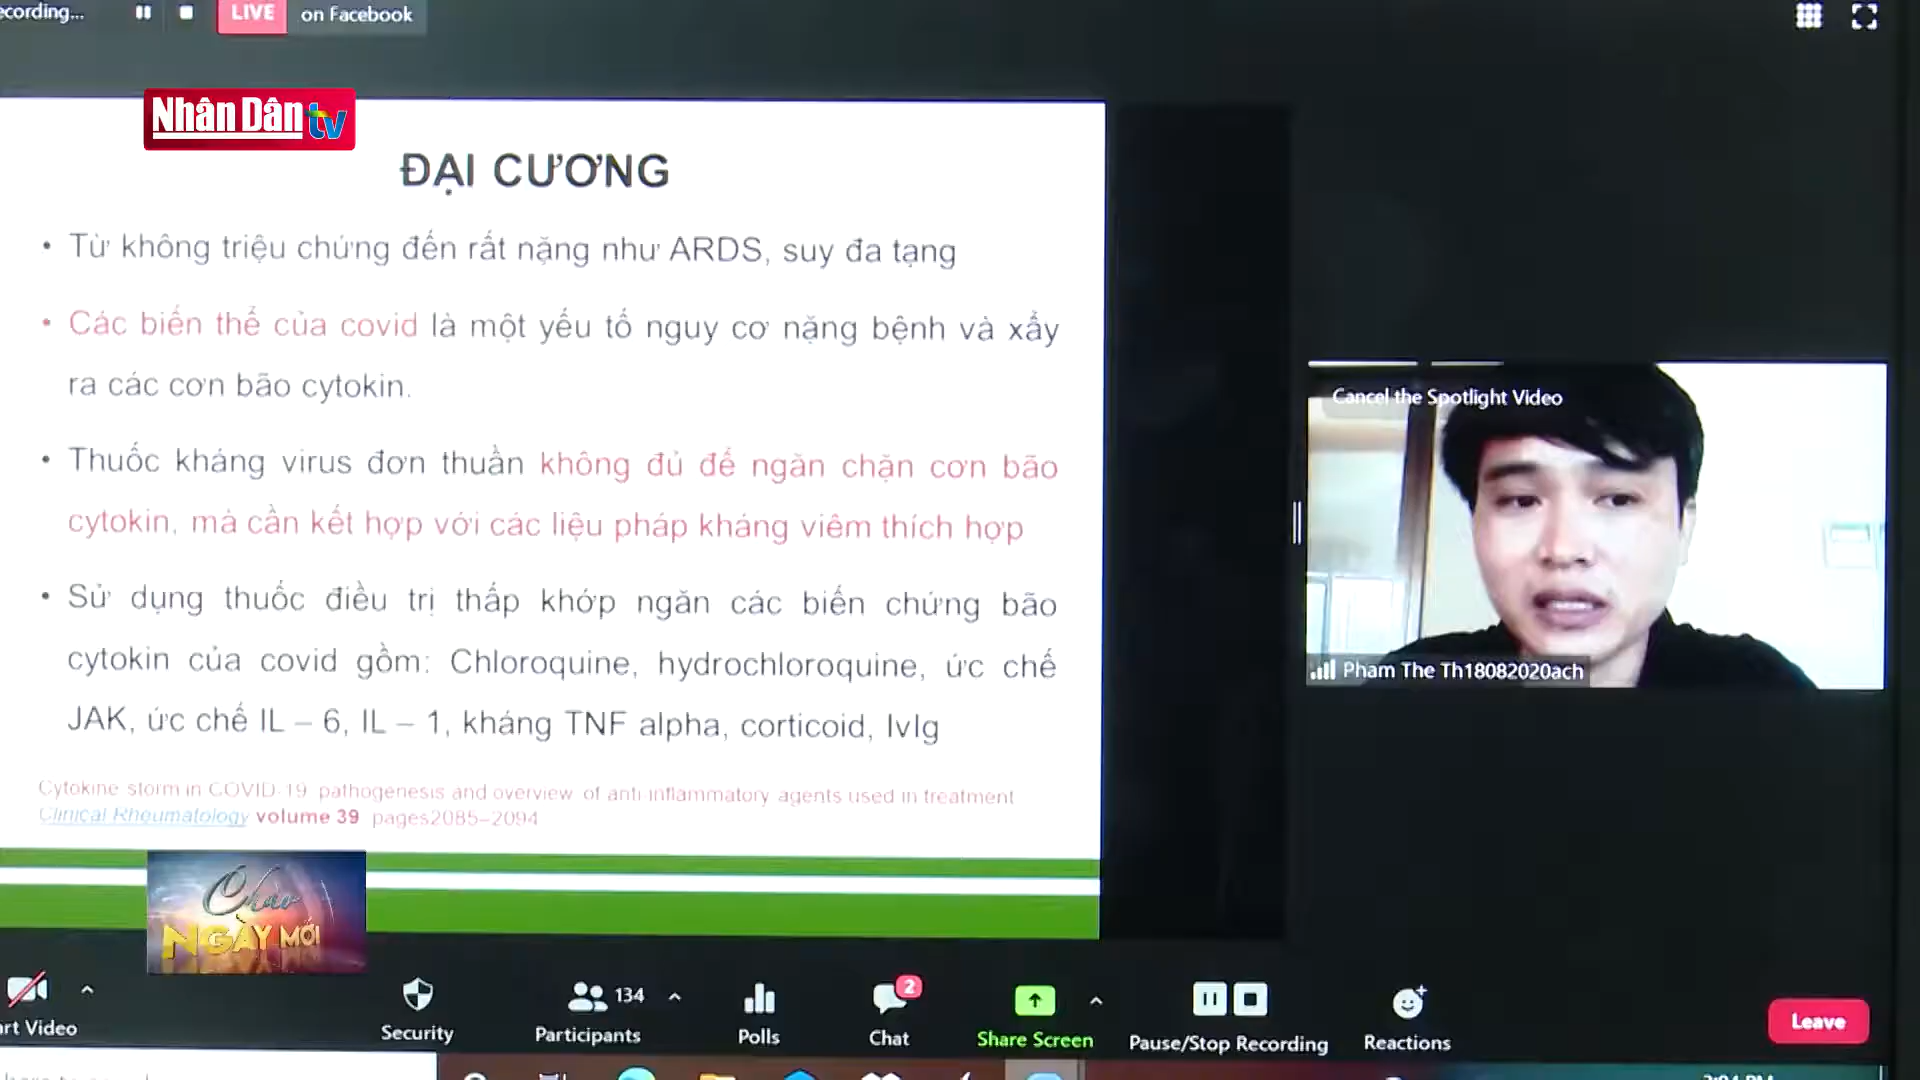 ecording...
LIVE on Facebook
Nhân Dân tv
ĐẠI CƯƠNG
• Từ không triệu chứng đến rất nặng như ARDS, suy đa tạng
• Các biến thể của covid là một yếu tố nguy cơ nặng bệnh và xẩy
ra các cơn bão cytokin.
• Thuốc kháng virus đơn thuần không đủ để ngăn chặn cơn bão
cytokin, mà cần kết hợp với các liệu pháp kháng viêm thích hợp
• Sử dụng thuốc điều trị thấp khớp ngăn các biến chứng bão
cytokin của covid gồm: Chloroquine, hydrochloroquine, ức chế
JAK, ức chế IL – 6, IL – 1, kháng TNF alpha, corticoid, IvIg
Cytokine storm in COVID-19 pathogenesis and overview of anti-inflammatory agents used in treatment
Clinical Rheumatology volume 39 pages2085–2094
Cancel the Spotlight Video
Pham The Th18082020ach
Chào
NGÀY MỚI
art Video
Security
134
Participants
Polls
2
Chat
Share Screen
Pause/Stop Recording
Reactions
Leave